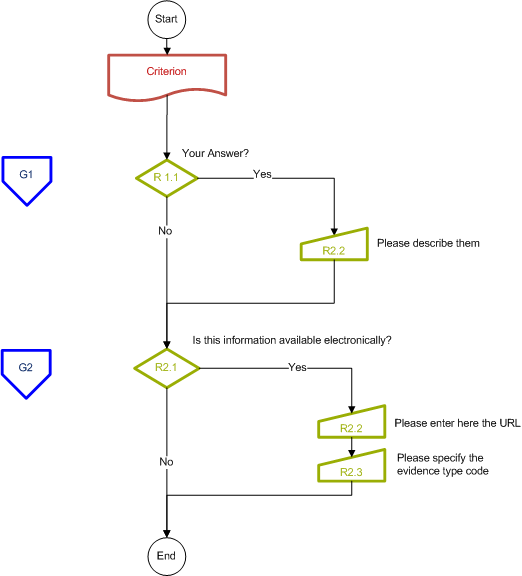 Start
Criterion
Your Answer?
G1
R 1.1
Yes
No
R2.2
Please describe them
Is this information available electronically?
G2
R2.1
Yes
R2.2
Please enter here the URL
No
R2.3
Please specify the
evidence type code
End